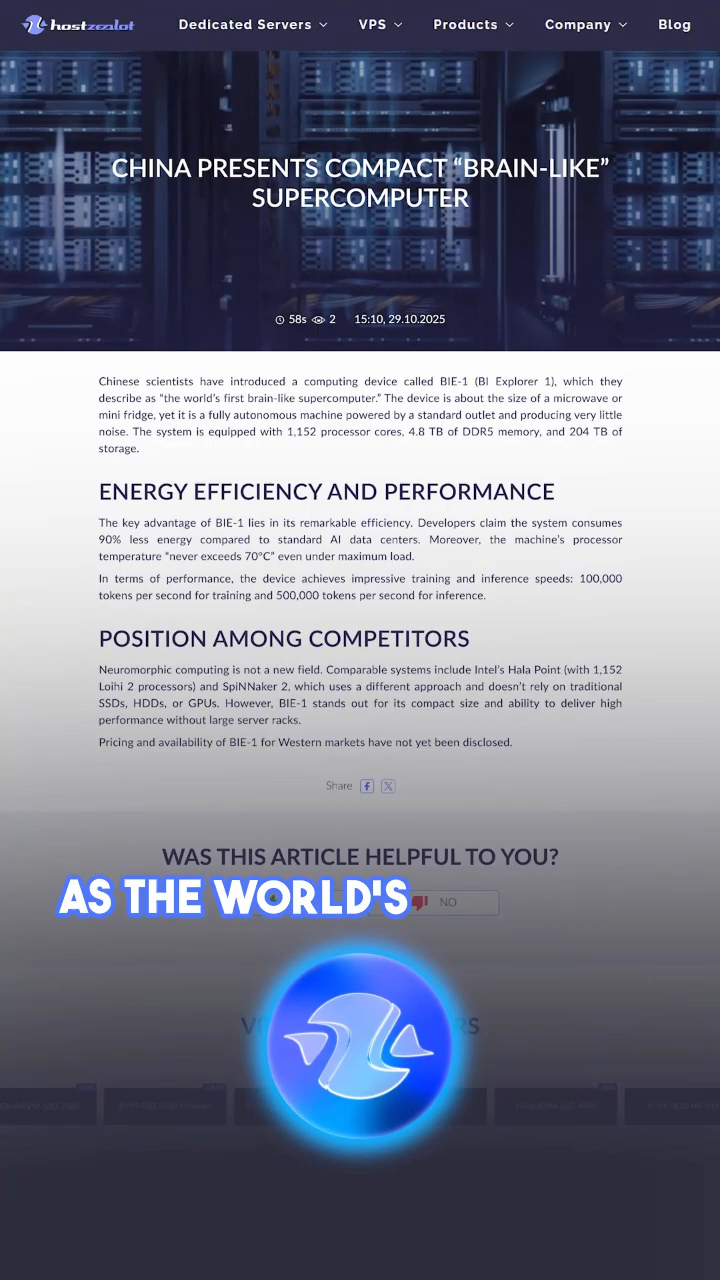 hostzealot Dedicated Servers VPS Products Company Blog
CHINA PRESENTS COMPACT “BRAIN-LIKE”
SUPERCOMPUTER
58s 2 15:10, 29.10.2025
Chinese scientists have introduced a computing device called BIE-1 (BI Explorer 1), which they
describe as “the world’s first brain-like supercomputer.” The device is about the size of a microwave or
mini fridge, yet it is a fully autonomous machine powered by a standard outlet and producing very little
noise. The system is equipped with 1,152 processor cores, 4.8 TB of DDR5 memory, and 204 TB of
storage.
ENERGY EFFICIENCY AND PERFORMANCE
The key advantage of BIE-1 lies in its remarkable efficiency. Developers claim the system consumes
90% less energy compared to standard AI data centers. Moreover, the machine’s processor
temperature “never exceeds 70°C” even under maximum load.
In terms of performance, the device achieves impressive training and inference speeds: 100,000
tokens per second for training and 500,000 tokens per second for inference.
POSITION AMONG COMPETITORS
Neuromorphic computing is not a new field. Comparable systems include Intel’s Hala Point (with 1,152
Loihi 2 processors) and SpiNNaker 2, which uses a different approach and doesn’t rely on traditional
SSDs, HDDs, or GPUs. However, BIE-1 stands out for its compact size and ability to deliver high
performance without large server racks.
Pricing and availability of BIE-1 for Western markets have not yet been disclosed.
Share
WAS THIS ARTICLE HELPFUL TO YOU?
AS THE WORLD'S
NO